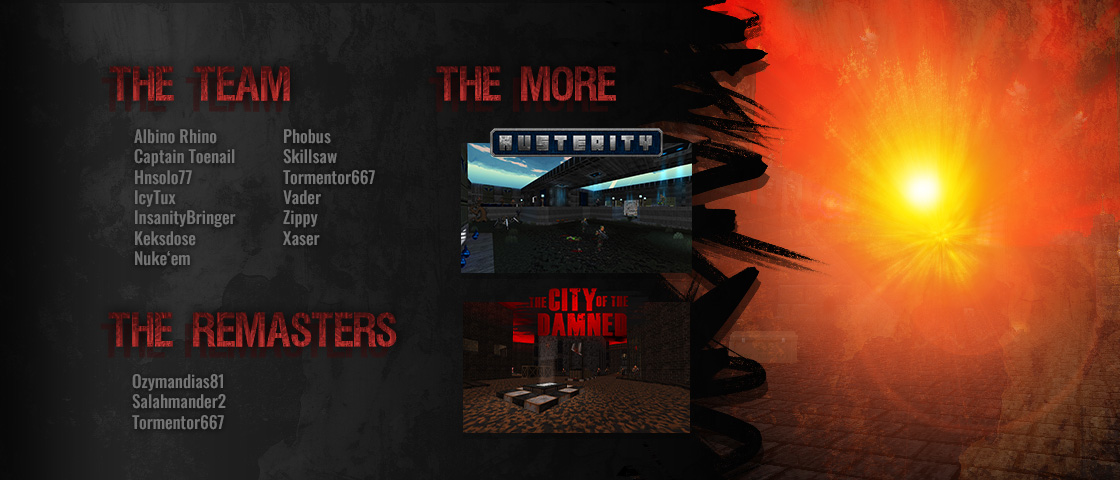 THE TEAM
Albino Rhino
Captain Toenail
Hnsolo77
IcyTux
InsanityBringer
Keksdose
Nuke'em
Phobus
Skillsaw
Tormentor667
Vader
Zippy
Xaser
THE REMASTERS
Ozymandias81
Salahmander2
Tormentor667
THE MORE
AUSTERITY
THE CITY OF THE
DAMNED